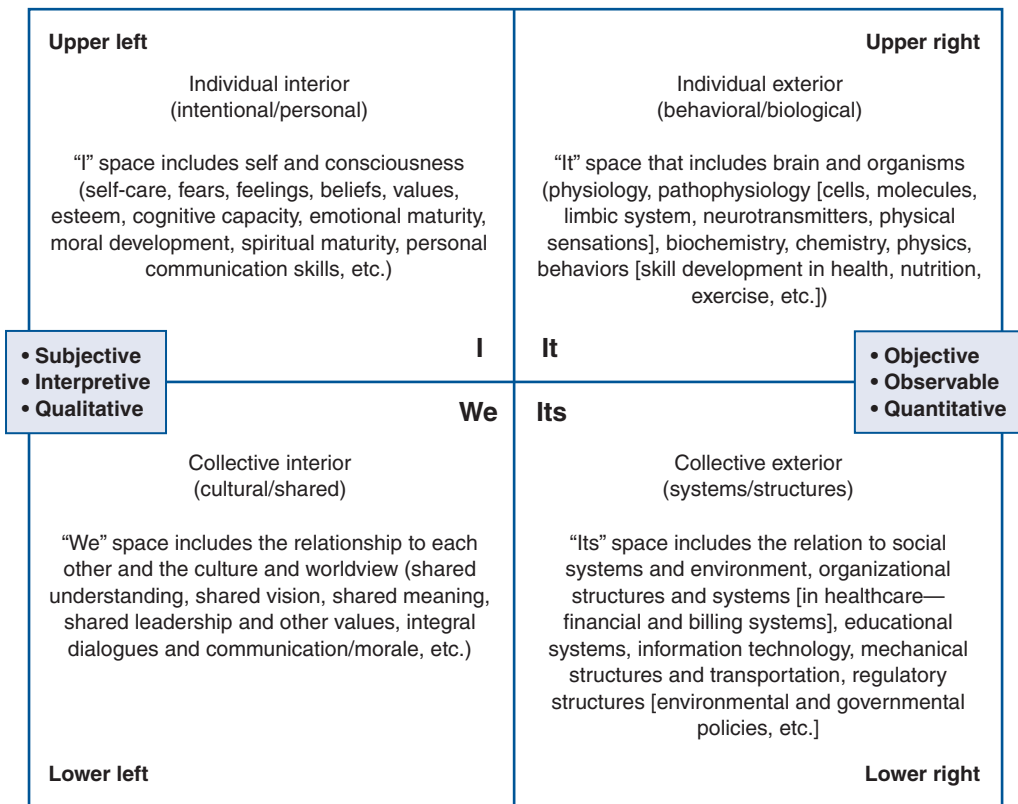 Upper left
Individual interior
(intentional/personal)
“I” space includes self and consciousness
(self-care, fears, feelings, beliefs, values,
esteem, cognitive capacity, emotional maturity,
moral development, spiritual maturity, personal
communication skills, etc.)
I
Upper right
Individual exterior
(behavioral/biological)
“It” space that includes brain and organisms
(physiology, pathophysiology [cells, molecules,
limbic system, neurotransmitters, physical
sensations], biochemistry, chemistry, physics,
behaviors [skill development in health, nutrition,
exercise, etc.])
It
• Subjective
• Interpretive
• Qualitative
• Objective
• Observable
• Quantitative
We
Collective interior
(cultural/shared)
“We” space includes the relationship to each
other and the culture and worldview (shared
understanding, shared vision, shared meaning,
shared leadership and other values, integral
dialogues and communication/morale, etc.)
Lower left
Its
Collective exterior
(systems/structures)
“Its” space includes the relation to social
systems and environment, organizational
structures and systems [in healthcare—
financial and billing systems], educational
systems, information technology, mechanical
structures and transportation, regulatory
structures [environmental and governmental
policies, etc.]
Lower right